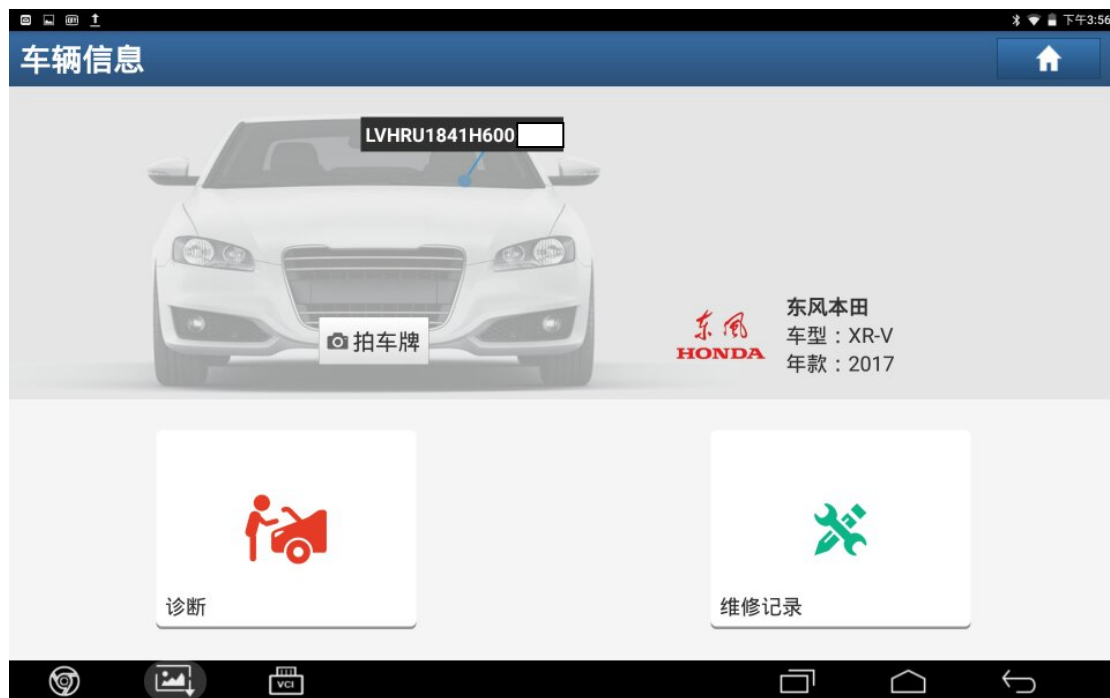 下午3:56
车辆信息
LVHRU1841H600
拍车牌
东风
HONDA
东风本田
车型：XR-V
年款：2017
诊断
维修记录
VCI